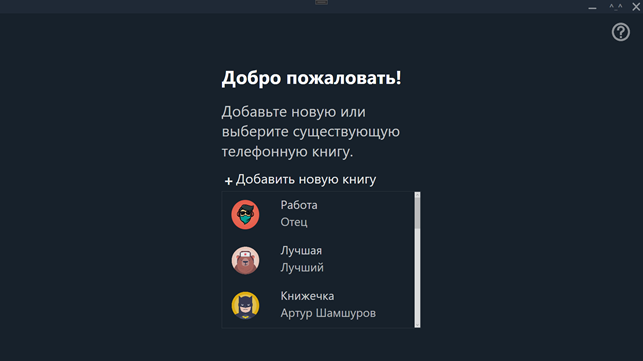 ^_^
?
Добро пожаловать!
Добавьте новую или
выберите существующую
телефонную книгу.
+ Добавить новую книгу
Работа
Отец
Лучшая
Лучший
Книжечка
Артур Шамшуров